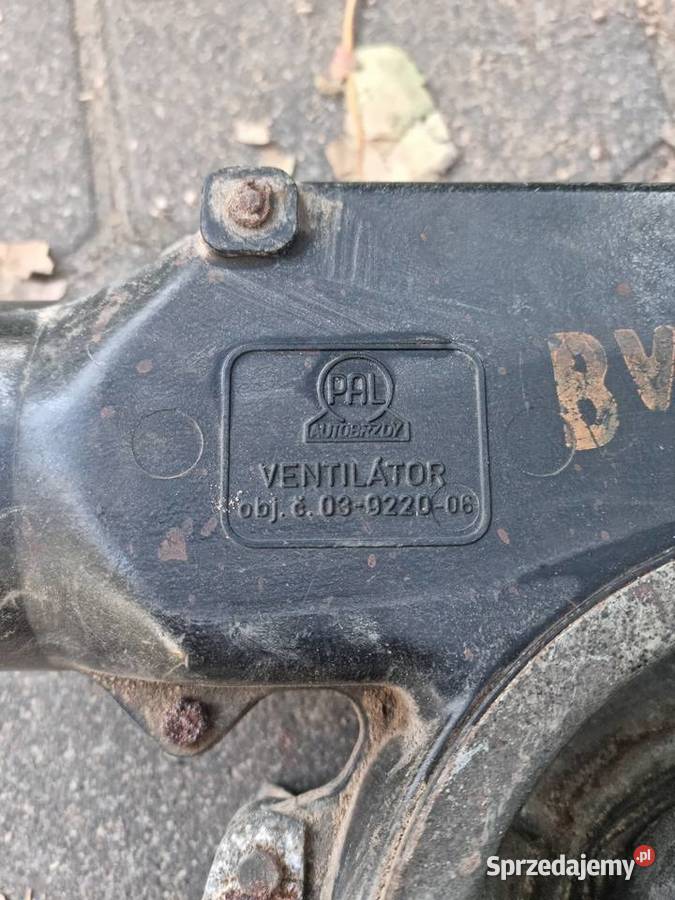 PAL
AUTOBRZDY
VENTILÁTOR
obj. č. 03-9220-06
BV
Sprzedajemy.pl